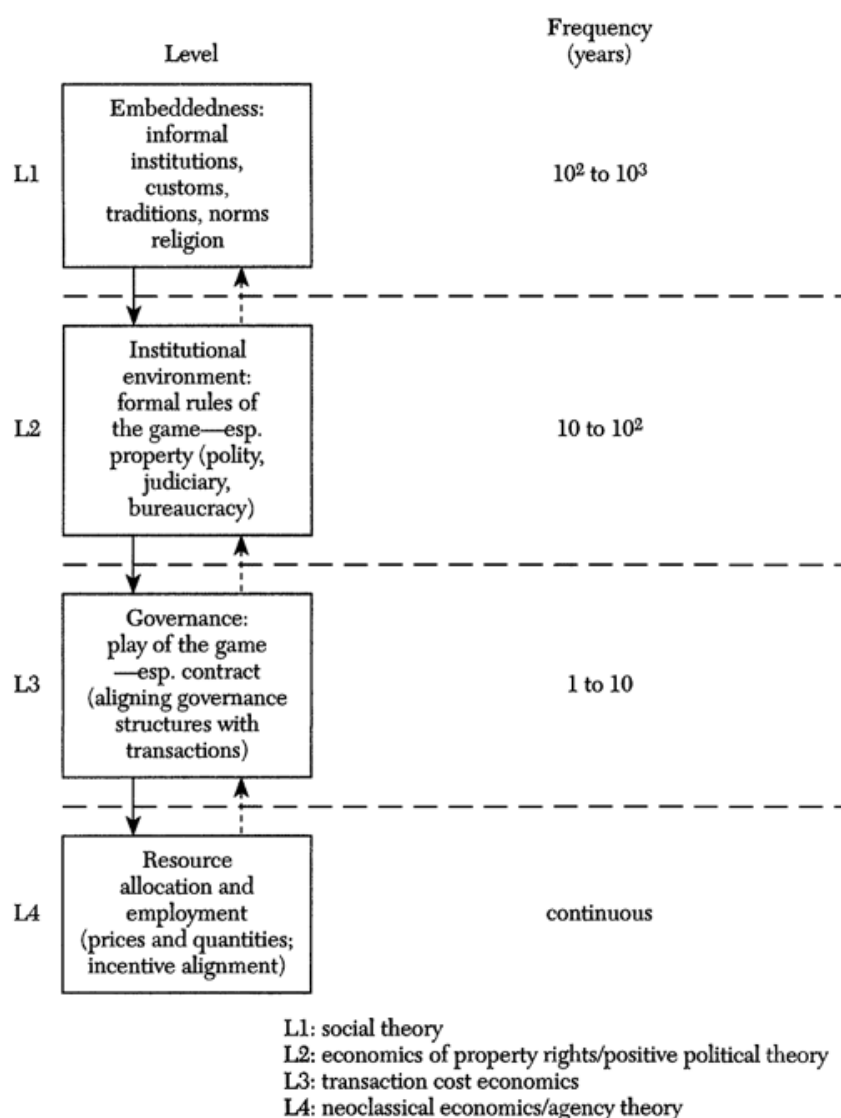 Level
Frequency
(years)
L1
Embeddedness:
informal
institutions,
customs,
traditions, norms
religion
10² to 10³
L2
Institutional
environment:
formal rules of
the game—esp.
property (polity,
judiciary,
bureaucracy)
10 to 10²
L3
Governance:
play of the game
—esp. contract
(aligning governance
structures with
transactions)
1 to 10
L4
Resource
allocation and
employment
(prices and quantities;
incentive alignment)
continuous
L1: social theory
L2: economics of property rights/positive political theory
L3: transaction cost economics
L4: neoclassical economics/agency theory